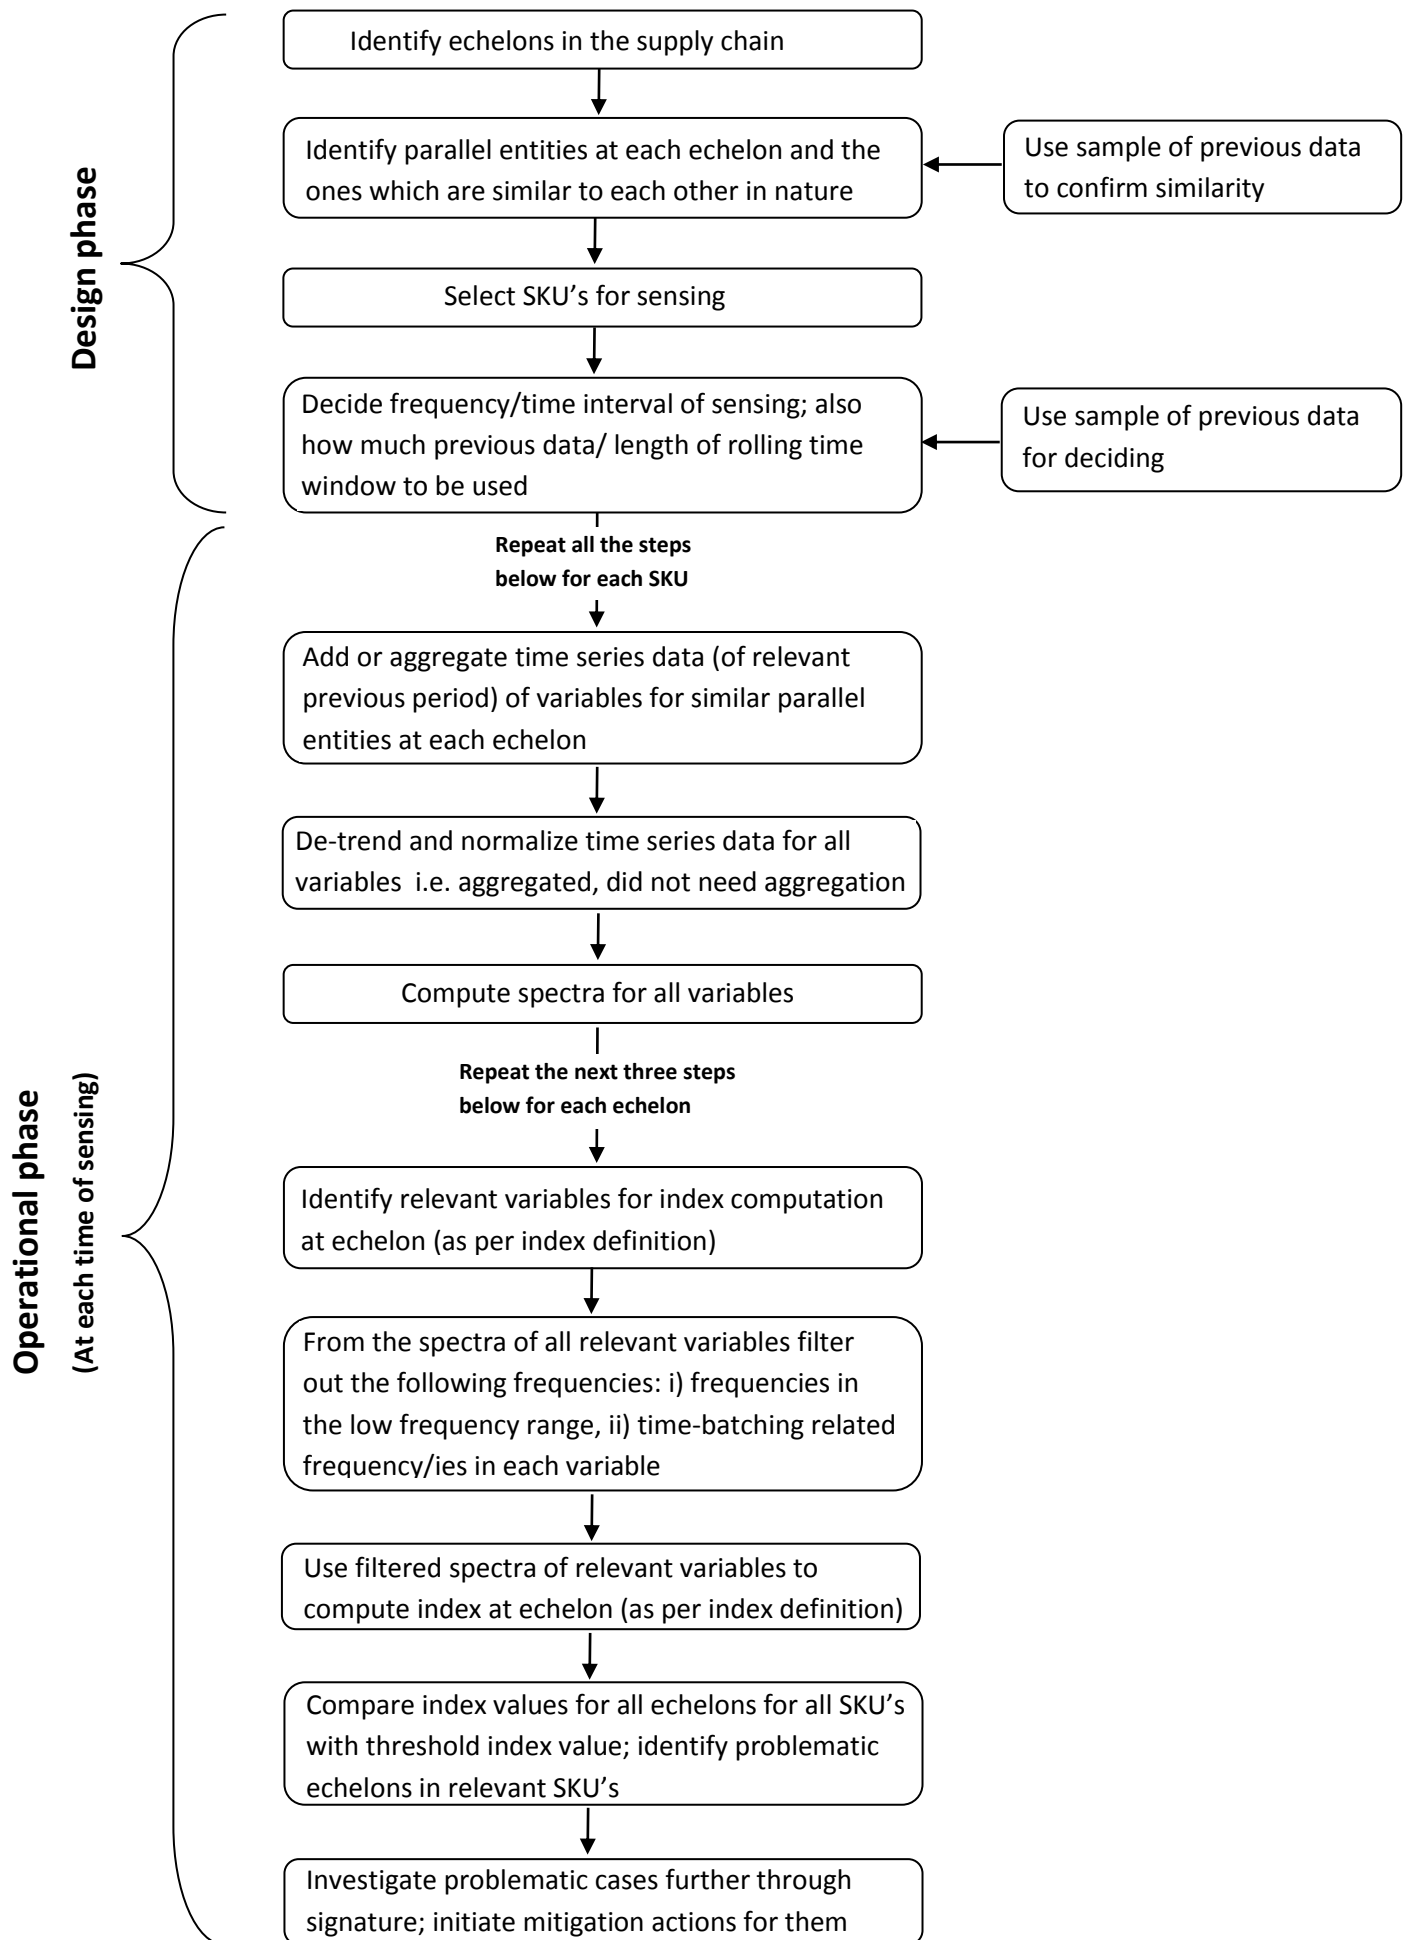 Design phase
Identify echelons in the supply chain
Identify parallel entities at each echelon and the
ones which are similar to each other in nature
Use sample of previous data
to confirm similarity
Select SKU’s for sensing
Decide frequency/time interval of sensing; also
how much previous data/ length of rolling time
window to be used
Use sample of previous data
for deciding
Operational phase
(At each time of sensing)
Repeat all the steps
below for each SKU
Add or aggregate time series data (of relevant
previous period) of variables for similar parallel
entities at each echelon
De-trend and normalize time series data for all
variables i.e. aggregated, did not need aggregation
Compute spectra for all variables
Repeat the next three steps
below for each echelon
Identify relevant variables for index computation
at echelon (as per index definition)
From the spectra of all relevant variables filter
out the following frequencies: i) frequencies in
the low frequency range, ii) time-batching related
frequency/ies in each variable
Use filtered spectra of relevant variables to
compute index at echelon (as per index definition)
Compare index values for all echelons for all SKU’s
with threshold index value; identify problematic
echelons in relevant SKU’s
Investigate problematic cases further through
signature; initiate mitigation actions for them